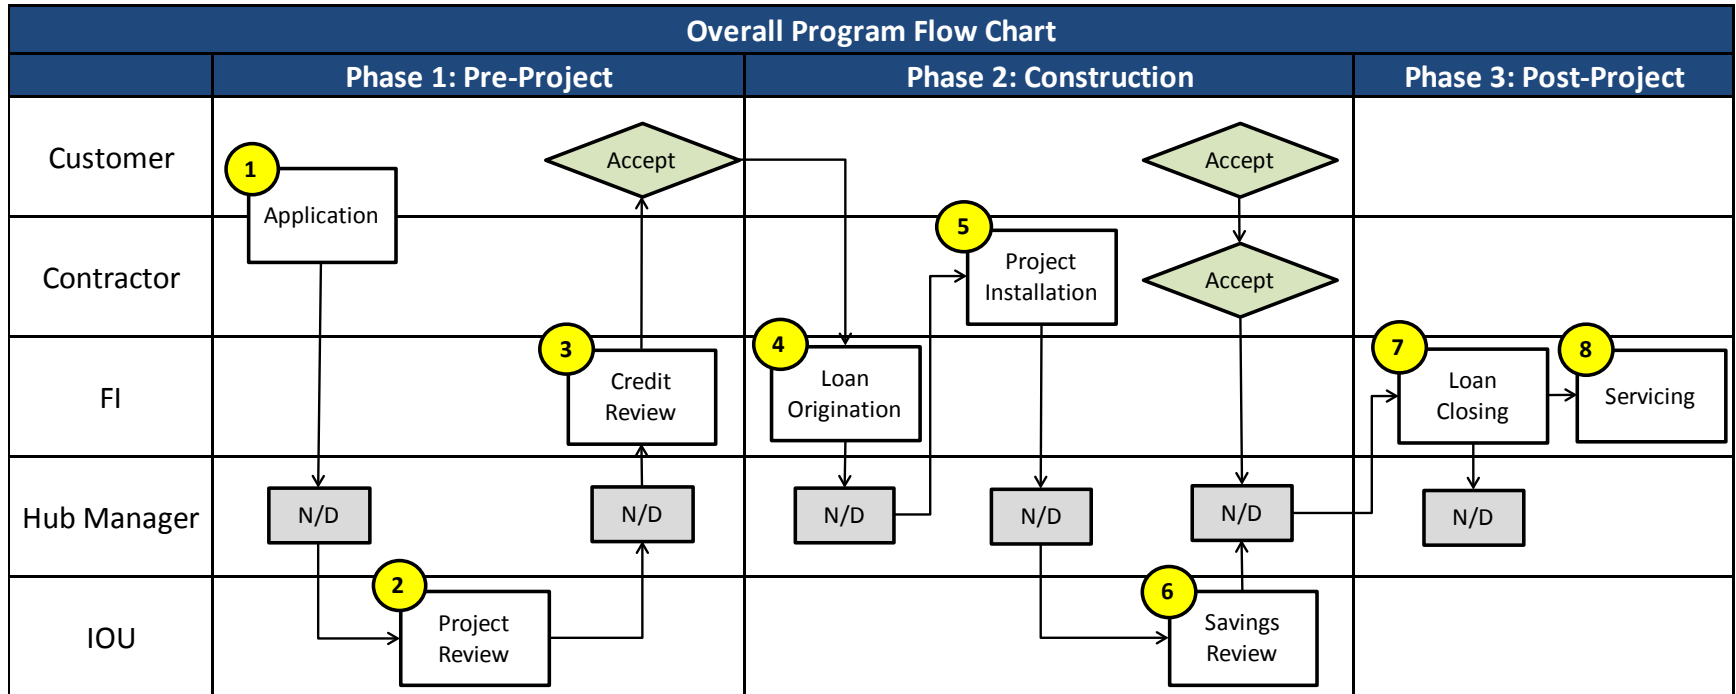 Overall Program Flow Chart
Phase 1: Pre-Project
Phase 2: Construction
Phase 3: Post-Project
Customer
1
Application
Accept
Accept
Contractor
5
Project
Installation
Accept
FI
3
Credit
Review
4
Loan
Origination
7
Loan
Closing
8
Servicing
Hub Manager
N/D
N/D
N/D
N/D
N/D
N/D
IOU
2
Project
Review
6
Savings
Review